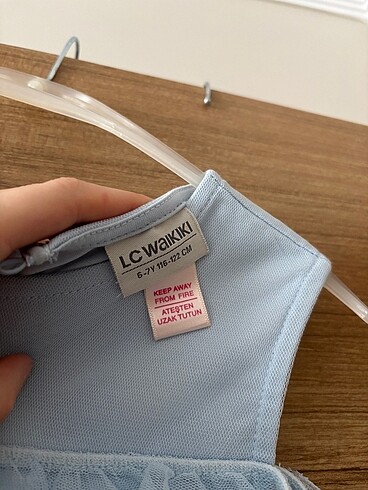 LC WAIKIKI
6-7Y 116-122 CM
KEEP AWAY
FROM FIRE
ATEŞTEN
UZAK TUTUN